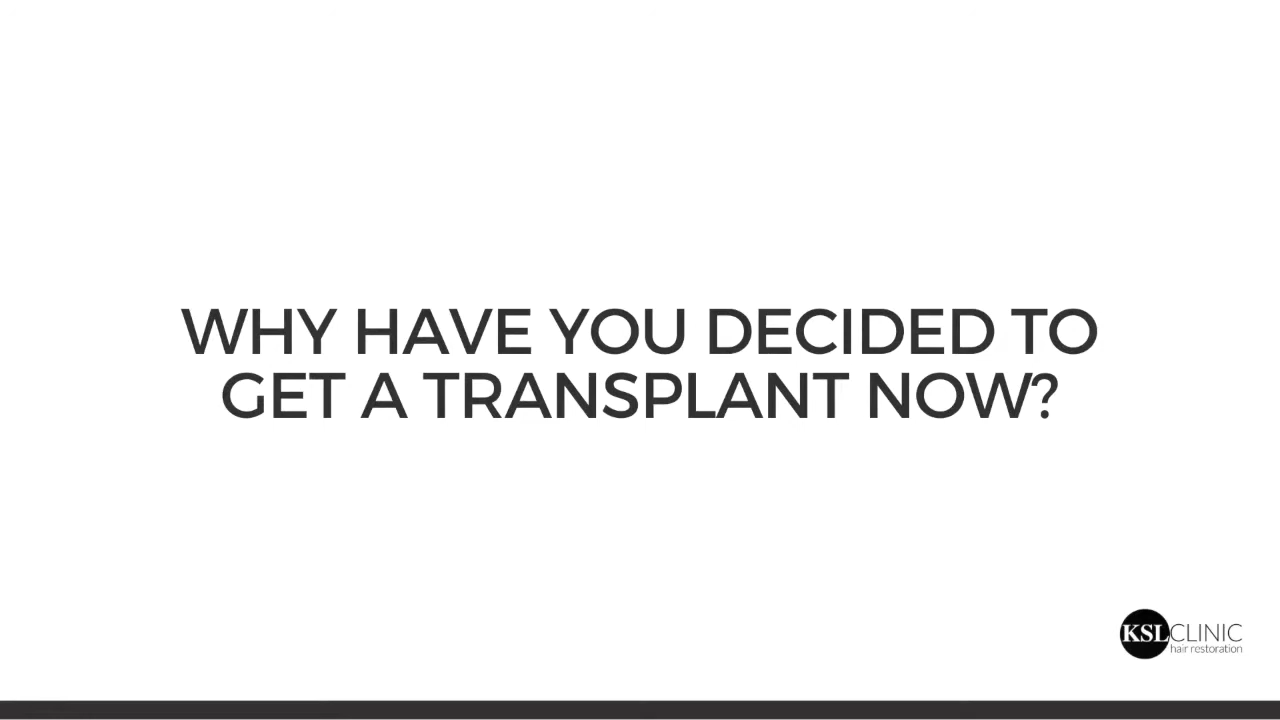 WHY HAVE YOU DECIDED TO
GET A TRANSPLANT NOW?
KSL CLINIC
hair restoration